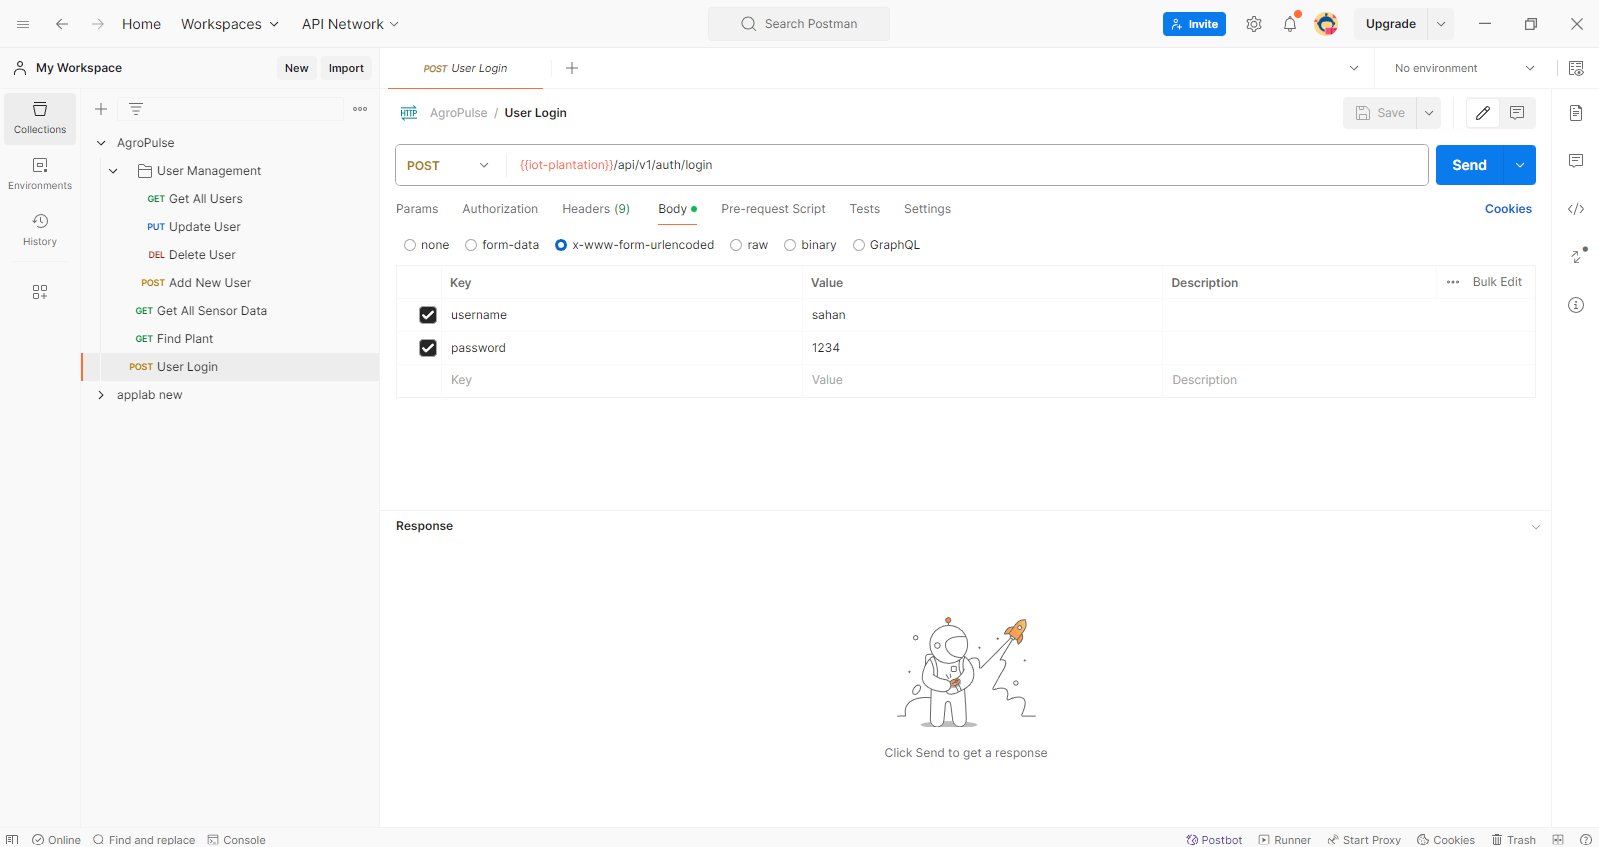 Home Workspaces API Network Search Postman Invite Upgrade
My Workspace New Import POST User Login No environment
Collections
Environments
History
AgroPulse
User Management
GET Get All Users
PUT Update User
DEL Delete User
POST Add New User
GET Get All Sensor Data
GET Find Plant
POST User Login
applab new
HTTP AgroPulse / User Login Save
POST {{iot-plantation}}/api/v1/auth/login Send
Params Authorization Headers (9) Body Pre-request Script Tests Settings Cookies
none form-data x-www-form-urlencoded raw binary GraphQL
Key Value Description Bulk Edit
username sahan
password 1234
Key Value Description
Response
Click Send to get a response
Online Find and replace Console Postbot Runner Start Proxy Cookies Trash